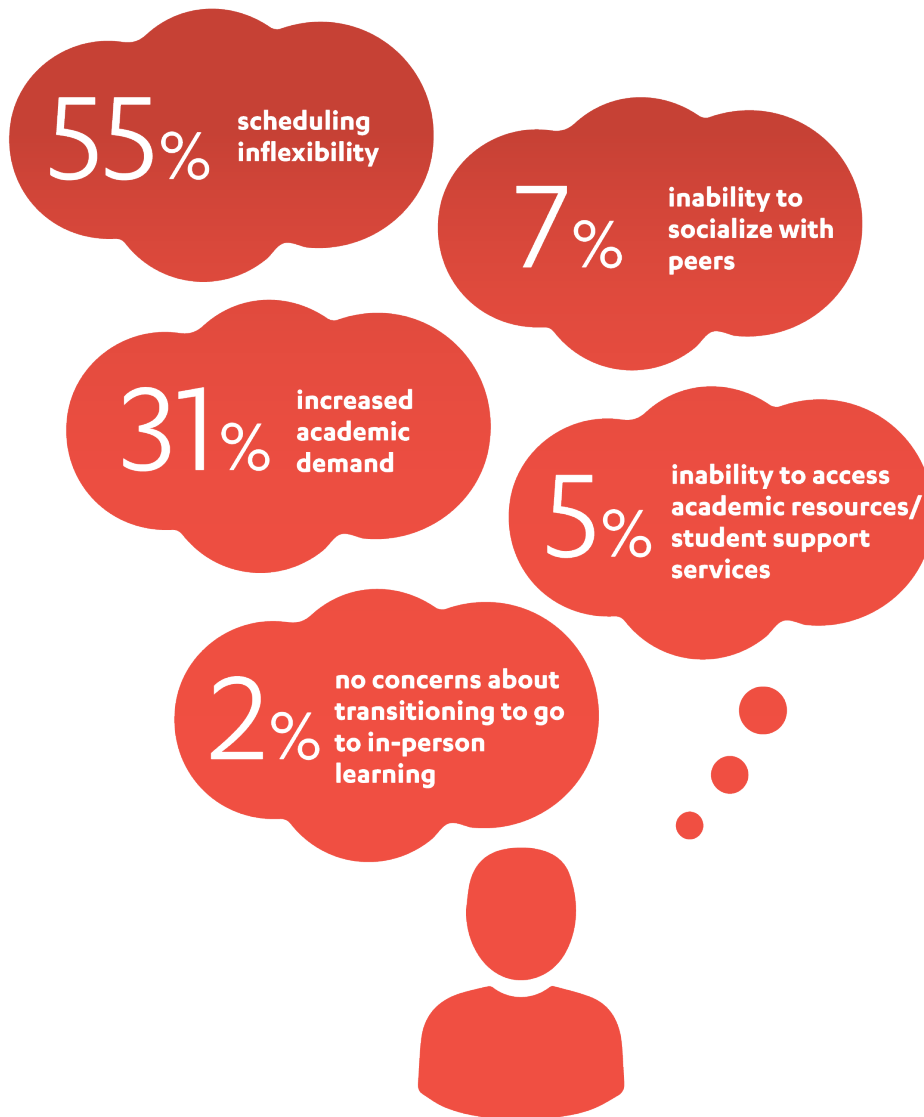 55%
scheduling
inflexibility
7%
inability to
socialize with
peers
31%
increased
academic
demand
5%
inability to access
academic resources/
student support
services
2%
no concerns about
transitioning to go
to in-person
learning